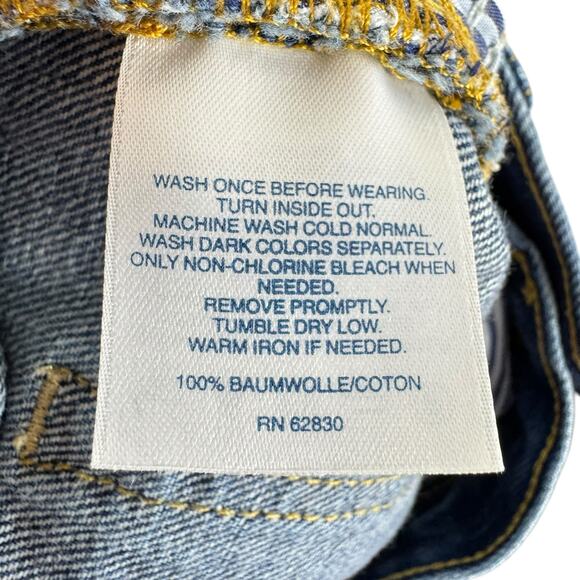 WASH ONCE BEFORE WEARING.
TURN INSIDE OUT.
MACHINE WASH COLD NORMAL.
WASH DARK COLORS SEPARATELY.
ONLY NON-CHLORINE BLEACH WHEN
NEEDED.
REMOVE PROMPTLY.
TUMBLE DRY LOW.
WARM IRON IF NEEDED.
100% BAUMWOLLE/COTTON
RN 62830